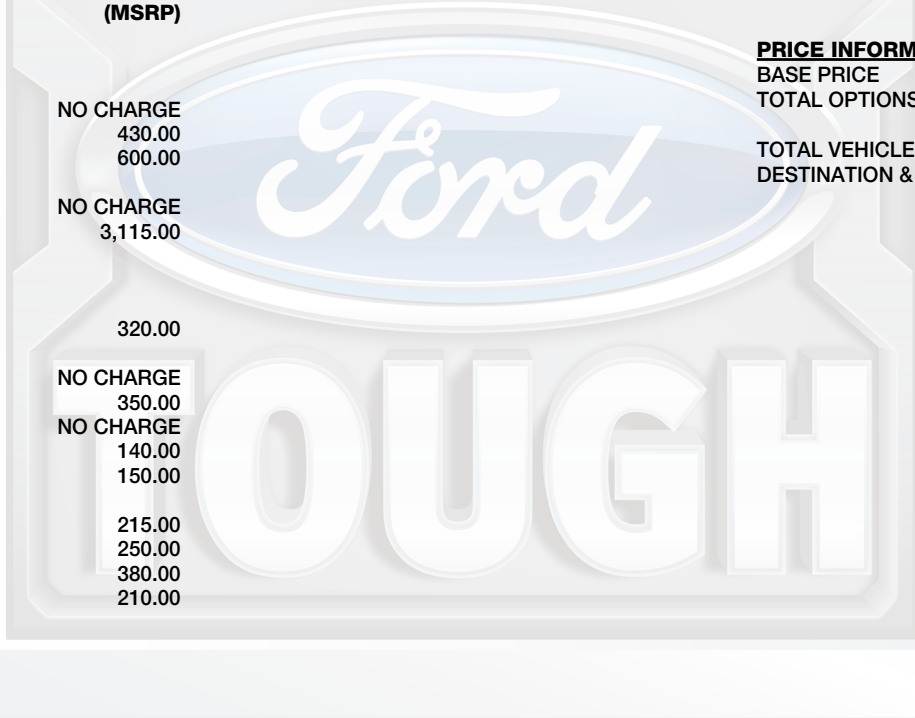 (MSRP)
NO CHARGE
430.00
600.00
NO CHARGE
3,115.00
320.00
NO CHARGE
350.00
NO CHARGE
140.00
150.00
215.00
250.00
380.00
210.00
PRICE INFORM
BASE PRICE
TOTAL OPTIONS
TOTAL VEHICLE
DESTINATION &
Ford
TOUGH